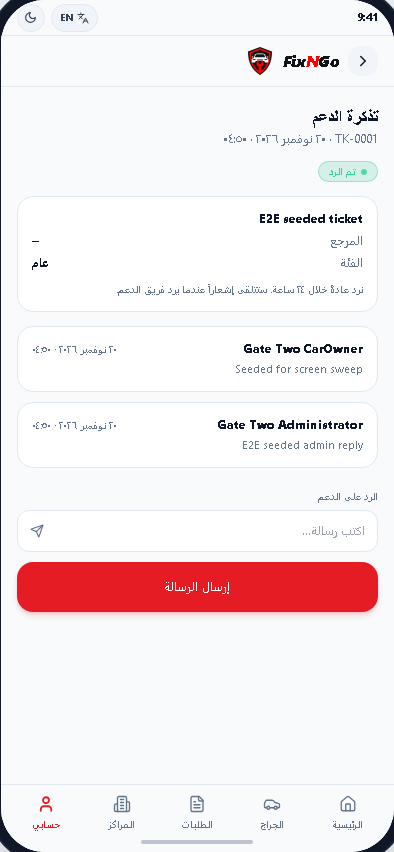 9:41
EN
FixNGo
تذكرة الدعم
TK-0001 · ٢٠ نوفمبر ٢٠٢٦ · ٠٤:٥٠
تم الرد
E2E seeded ticket
المرجع –
الفئة عام
نرد عادةً خلال ٢٤ ساعة. ستتلقى إشعاراً عندما يرد فريق الدعم.
Gate Two CarOwner ٢٠ نوفمبر ٢٠٢٦ · ٠٤:٥٠
Seeded for screen sweep
Gate Two Administrator ٢٠ نوفمبر ٢٠٢٦ · ٠٤:٥٠
E2E seeded admin reply
الرد على الدعم
اكتب رسالة...
إرسال الرسالة
الرئيسية الجراج الطلبات المراكز حسابي